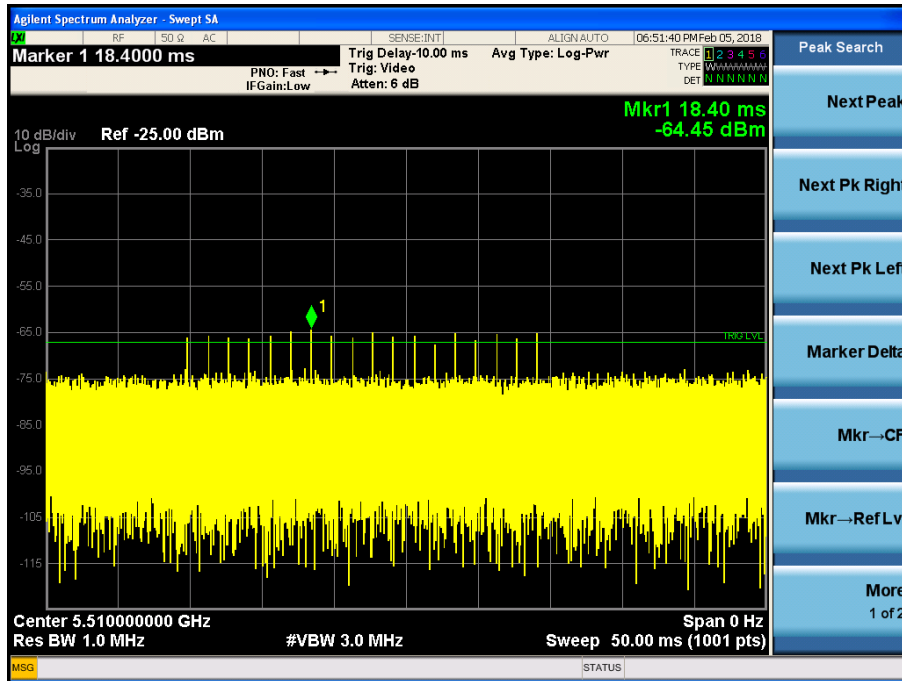 Agilent Spectrum Analyzer - Swept SA
LXI RF 50 Ω AC SENSE:INT ALIGN AUTO 06:51:40 PM Feb 05, 2018
Marker 1 18.4000 ms
PNO: Fast
IFGain:Low
Trig Delay-10.00 ms
Trig: Video
Atten: 6 dB
Avg Type: Log-Pwr
TRACE 1 2 3 4 5 6
TYPE WWWWWW
DET N N N N N N
Peak Search
Mkr1 18.40 ms
-64.45 dBm
10 dB/div Ref -25.00 dBm
Log
-35.0
-45.0
-55.0
1
-65.0
TRIG LVL
-75.0
-85.0
-95.0
-105
-115
Center 5.510000000 GHz Span 0 Hz
Res BW 1.0 MHz #VBW 3.0 MHz Sweep 50.00 ms (1001 pts)
MSG STATUS
Next Peak
Next Pk Right
Next Pk Left
Marker Delta
Mkr→CF
Mkr→Ref Lv
More
1 of 2